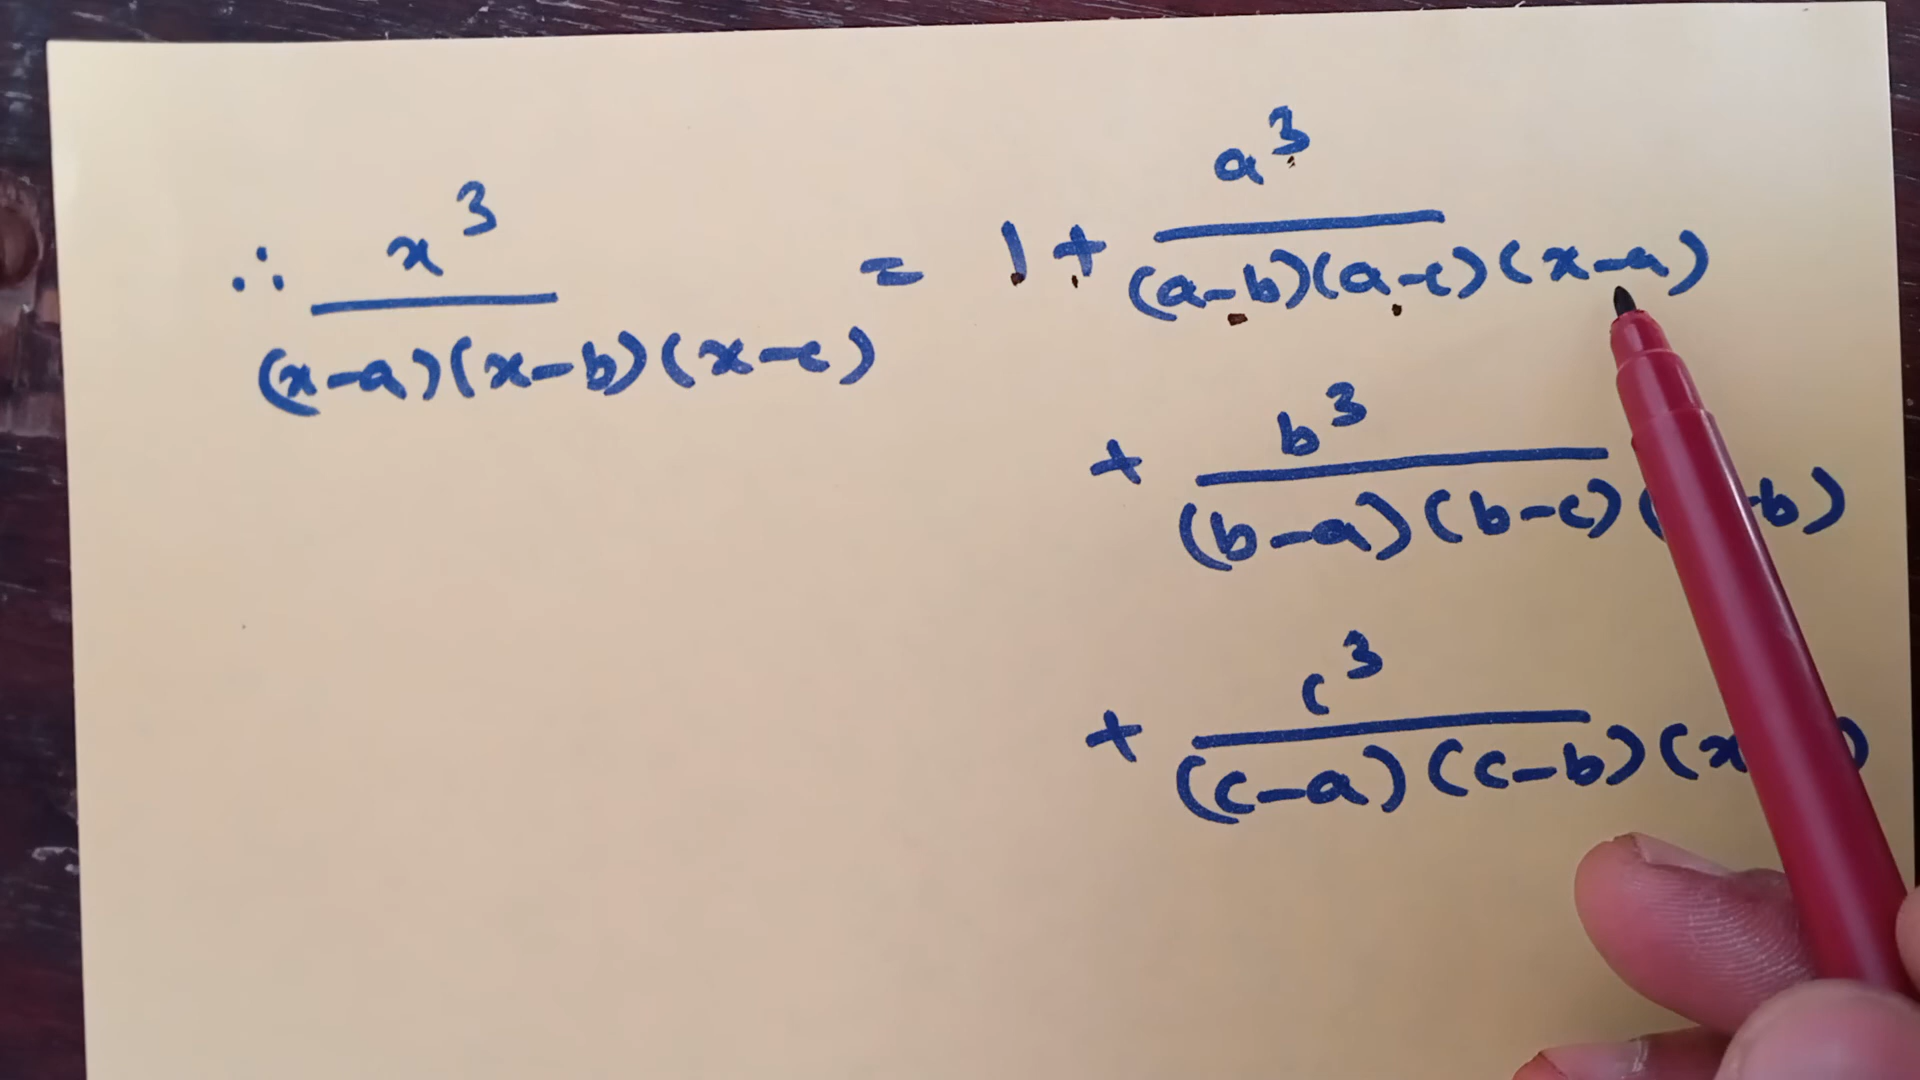 ∴ x³ / (x-a)(x-b)(x-c) = 1 + a³ / (a-b)(a-c)(x-a)
+ b³ / (b-a)(b-c)( -b)
+ c³ / (c-a)(c-b)(x )